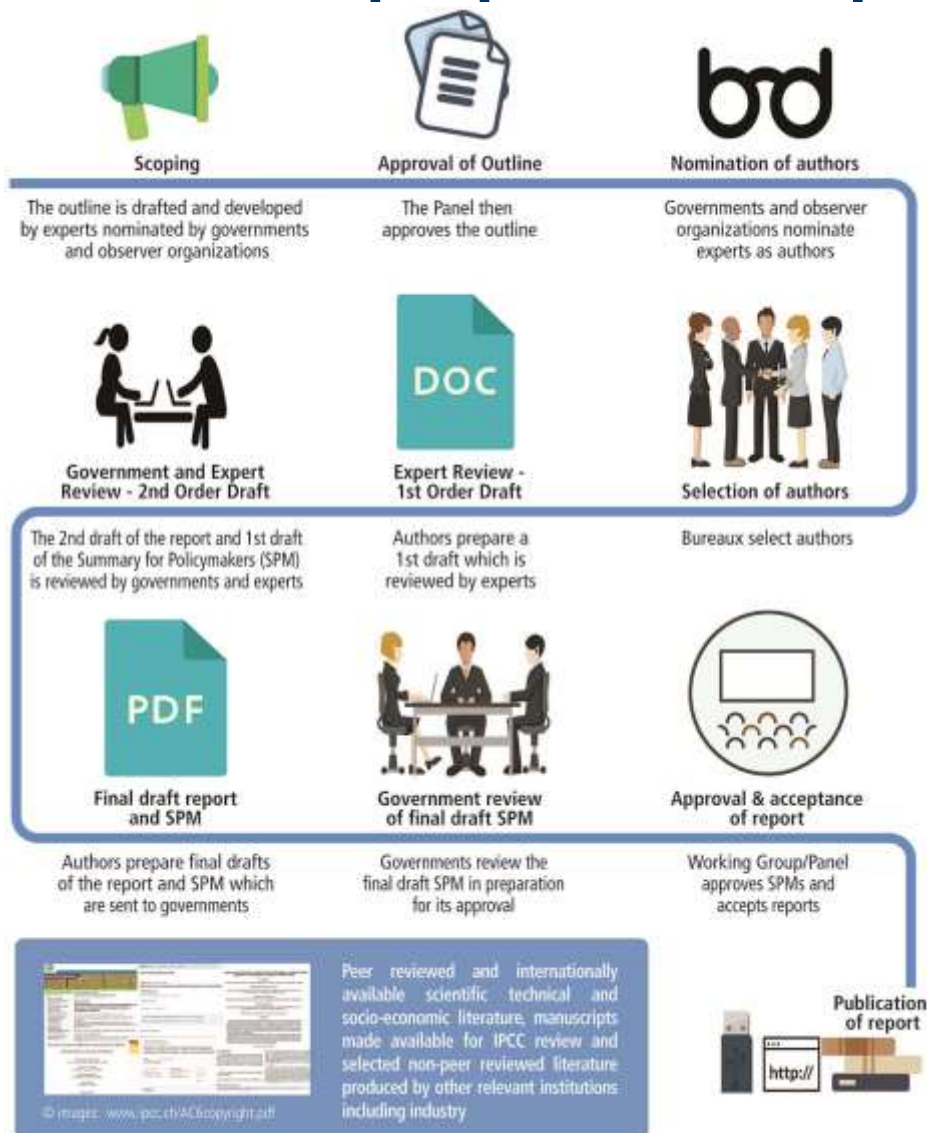 Scoping
Approval of Outline
Nomination of authors
The outline is drafted and developed
by experts nominated by governments
and observer organizations
The Panel then
approves the outline
Governments and observer
organizations nominate
experts as authors
DOC
Government and Expert
Review - 2nd Order Draft
Expert Review -
1st Order Draft
Selection of authors
The 2nd draft of the report and 1st draft
of the Summary for Policymakers (SPM)
is reviewed by governments and experts
Authors prepare a
1st draft which is
reviewed by experts
Bureaux select authors
PDF
Final draft report
and SPM
Government review
of final draft SPM
Approval & acceptance
of report
Authors prepare final drafts
of the report and SPM which
are sent to governments
Governments review the
final draft SPM in preparation
for its approval
Working Group/Panel
approves SPMs and
accepts reports
Peer reviewed and internationally
available scientific technical and
socio-economic literature, manuscripts
made available for IPCC review and
selected non-peer reviewed literature
produced by other relevant institutions
including industry
Publication
of report
http://